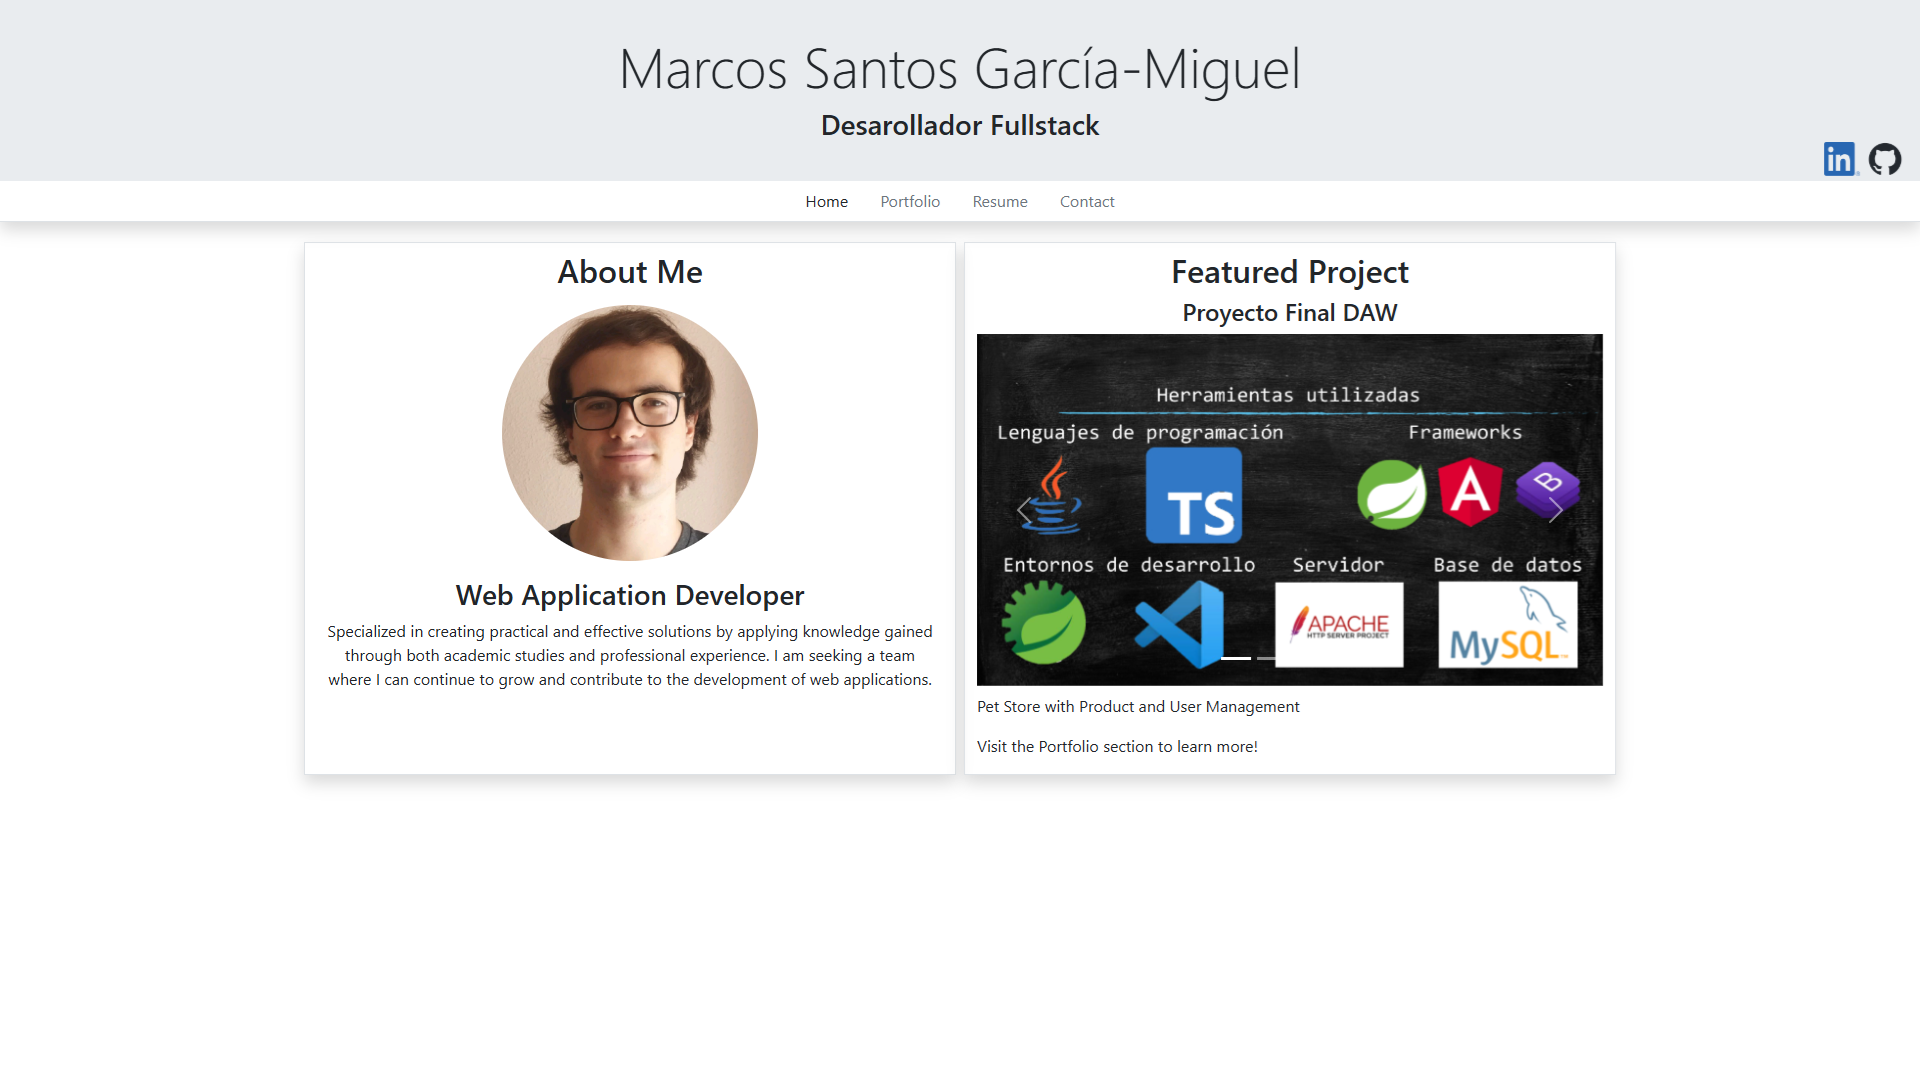 Marcos Santos García-Miguel
Desarollador Fullstack
in
Home Portfolio Resume Contact
About Me
Web Application Developer
Specialized in creating practical and effective solutions by applying knowledge gained
through both academic studies and professional experience. I am seeking a team
where I can continue to grow and contribute to the development of web applications.
Featured Project
Proyecto Final DAW
Herramientas utilizadas
Lenguajes de programación Frameworks
TS A B
Entornos de desarrollo Servidor Base de datos
APACHE
HTTP SERVER PROJECT
MySQL
Pet Store with Product and User Management
Visit the Portfolio section to learn more!